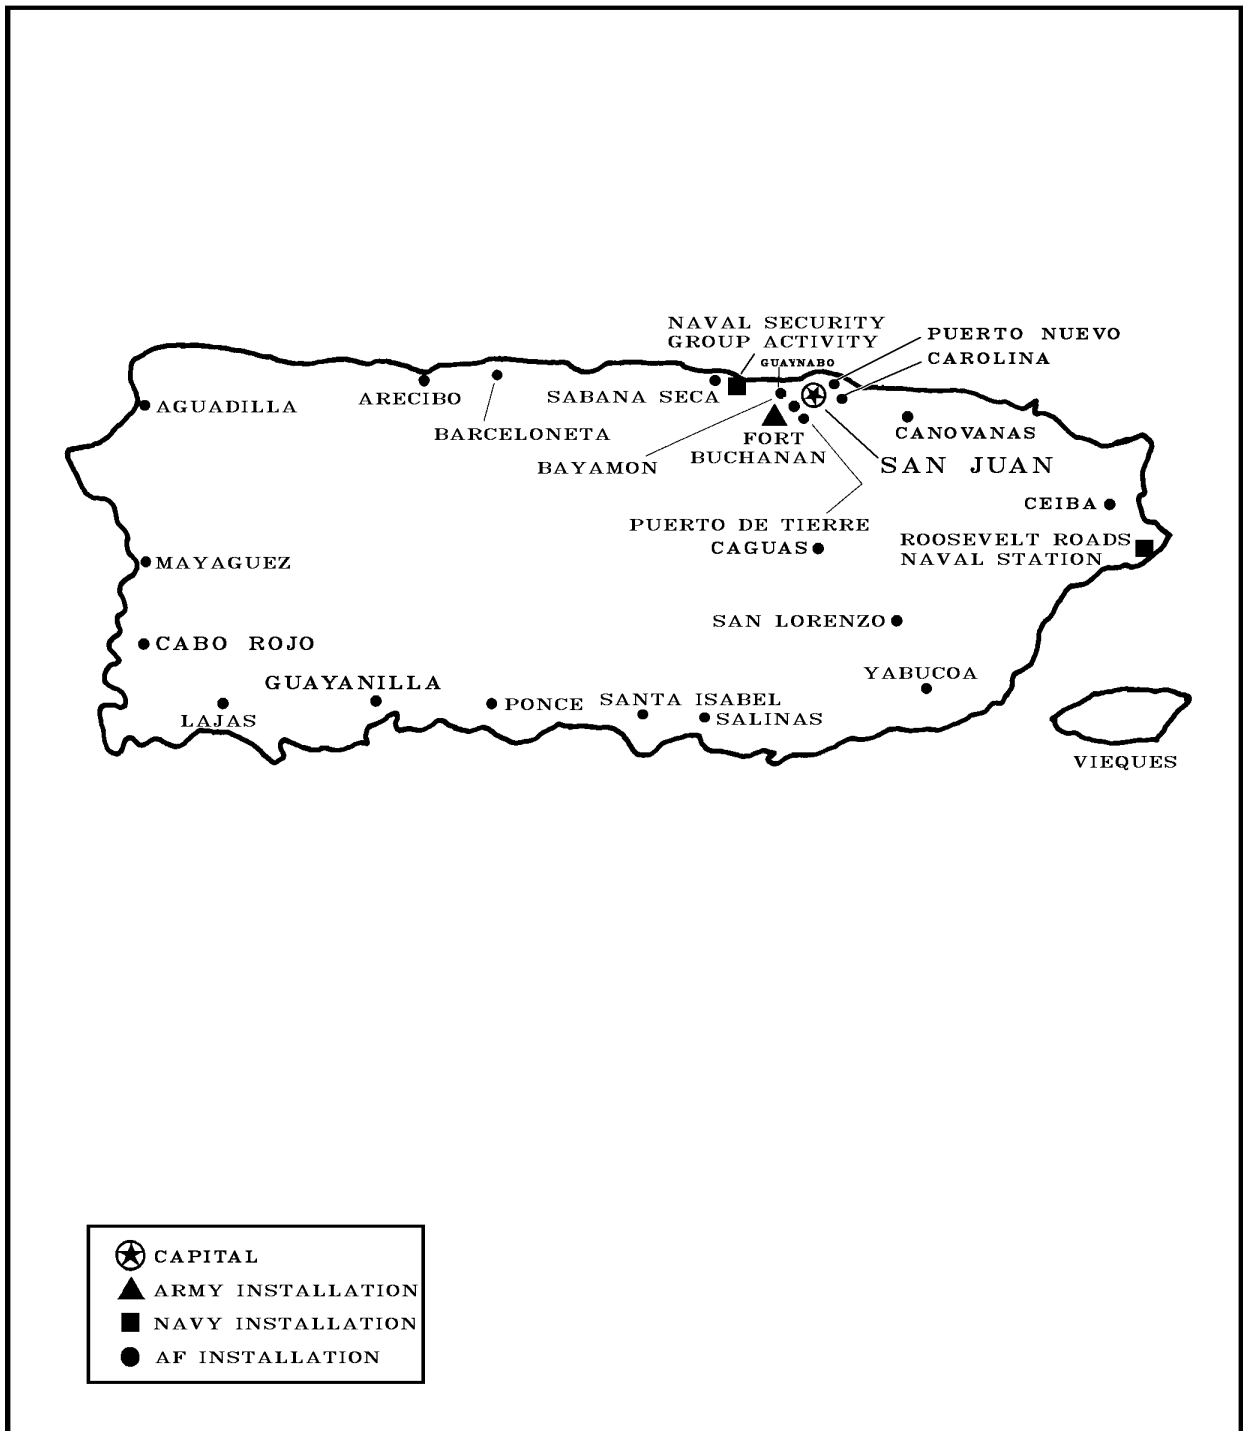 NAVAL SECURITY
GROUP ACTIVITY
PUERTO NUEVO
GUAYNABO
CAROLINA
AGUADILLA
ARECIBO
SABANA SECA
BARCELONETA
FORT
BUCHANAN
CANOVANAS
BAYAMON
SAN JUAN
CEIBA
PUERTO DE TIERRE
ROOSEVELT ROADS
NAVAL STATION
CAGUAS
MAYAGUEZ
SAN LORENZO
CABO ROJO
YABUCOA
GUAYANILLA
SANTA ISABEL
PONCE
LAJAS
SALINAS
VIEQUES
CAPITAL
ARMY INSTALLATION
NAVY INSTALLATION
AF INSTALLATION